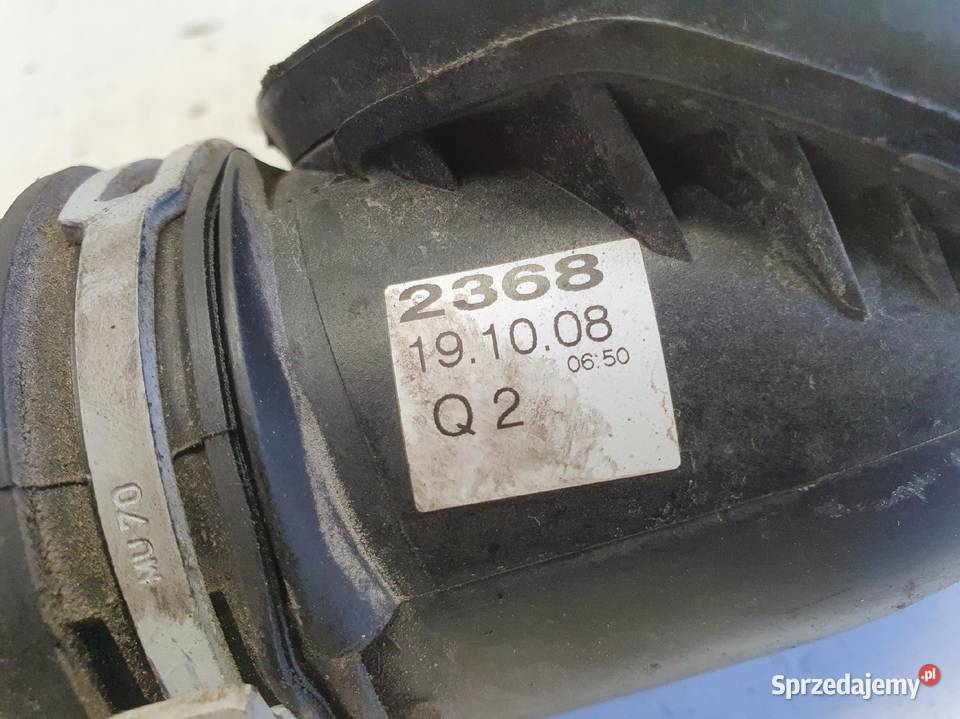 2368
19.10.08
06:50
Q 2
MU 70
Sprzedajemy.pl